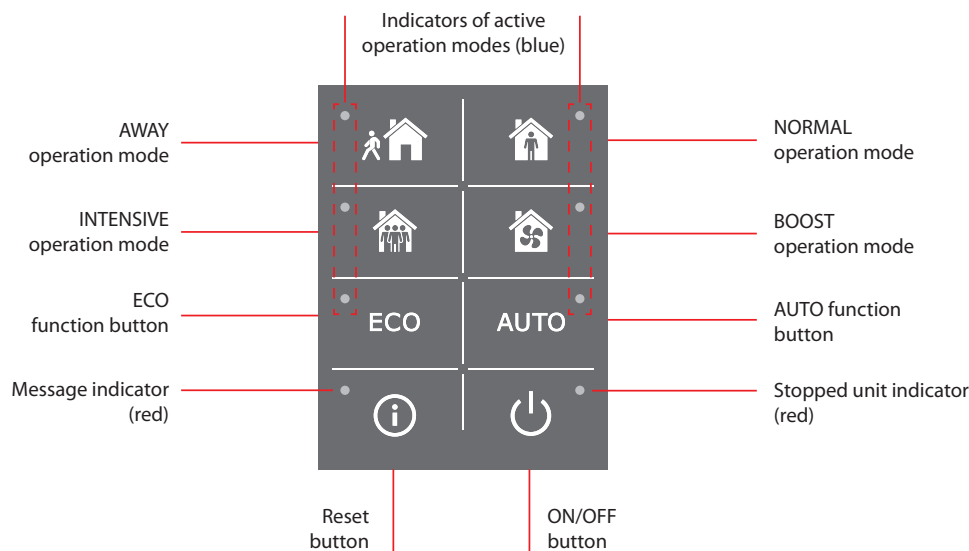 Indicators of active
operation modes (blue)
AWAY
operation mode
NORMAL
operation mode
INTENSIVE
operation mode
BOOST
operation mode
ECO
function button
ECO
AUTO
AUTO function
button
Message indicator
(red)
Stopped unit indicator
(red)
i
Reset
button
ON/OFF
button